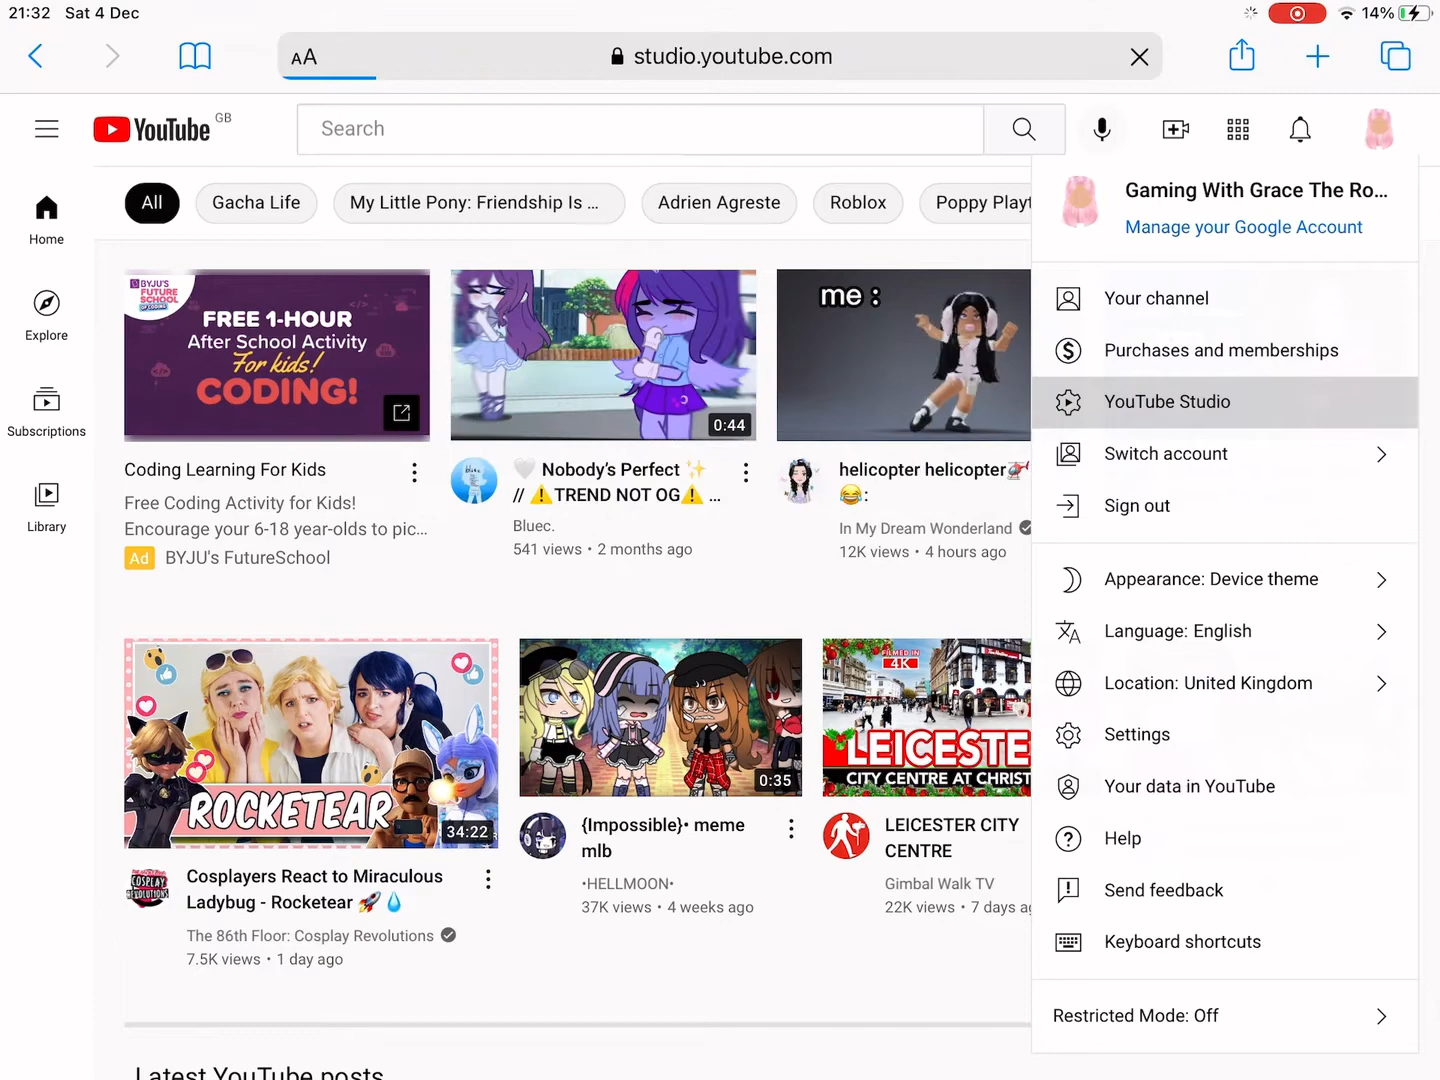 21:32 Sat 4 Dec
14%
AA
studio.youtube.com
YouTube GB
Search
Gaming With Grace The Ro...
Manage your Google Account
All
Gacha Life
My Little Pony: Friendship Is ...
Adrien Agreste
Roblox
Poppy Playt
Home
Explore
Subscriptions
Library
BYJU'S
FUTURE
SCHOOL
FREE 1-HOUR
After School Activity
For kids!
CODING!
0:44
me :
Coding Learning For Kids
Free Coding Activity for Kids!
Encourage your 6-18 year-olds to pic...
Ad BYJU's FutureSchool
🤍 Nobody's Perfect ✨
// ⚠️TREND NOT OG⚠️ ...
Bluec.
541 views • 2 months ago
helicopter helicopter🚁
😂:
In My Dream Wonderland
12K views • 4 hours ago
Your channel
Purchases and memberships
YouTube Studio
Switch account
Sign out
Appearance: Device theme
Language: English
Location: United Kingdom
Settings
Your data in YouTube
Help
Send feedback
Keyboard shortcuts
Restricted Mode: Off
ROCKETEAR
34:22
0:35
FILMED IN
4K
LEICESTE
CITY CENTRE AT CHRIST
COSPLAY
REVOLUTIONS
Cosplayers React to Miraculous
Ladybug - Rocketear 🚀💧
The 86th Floor: Cosplay Revolutions
7.5K views • 1 day ago
{Impossible}• meme
mlb
•HELLMOON•
37K views • 4 weeks ago
LEICESTER CITY
CENTRE
Gimbal Walk TV
22K views • 7 days ag
Latest YouTube posts